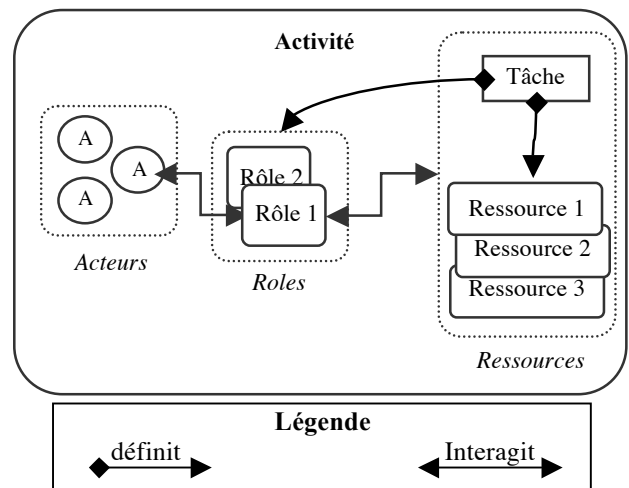 Activité
Tâche
A
A
A
Rôle 2
Rôle 1
Ressource 1
Ressource 2
Ressource 3
Acteurs
Roles
Ressources
Légende
définit
Interagit